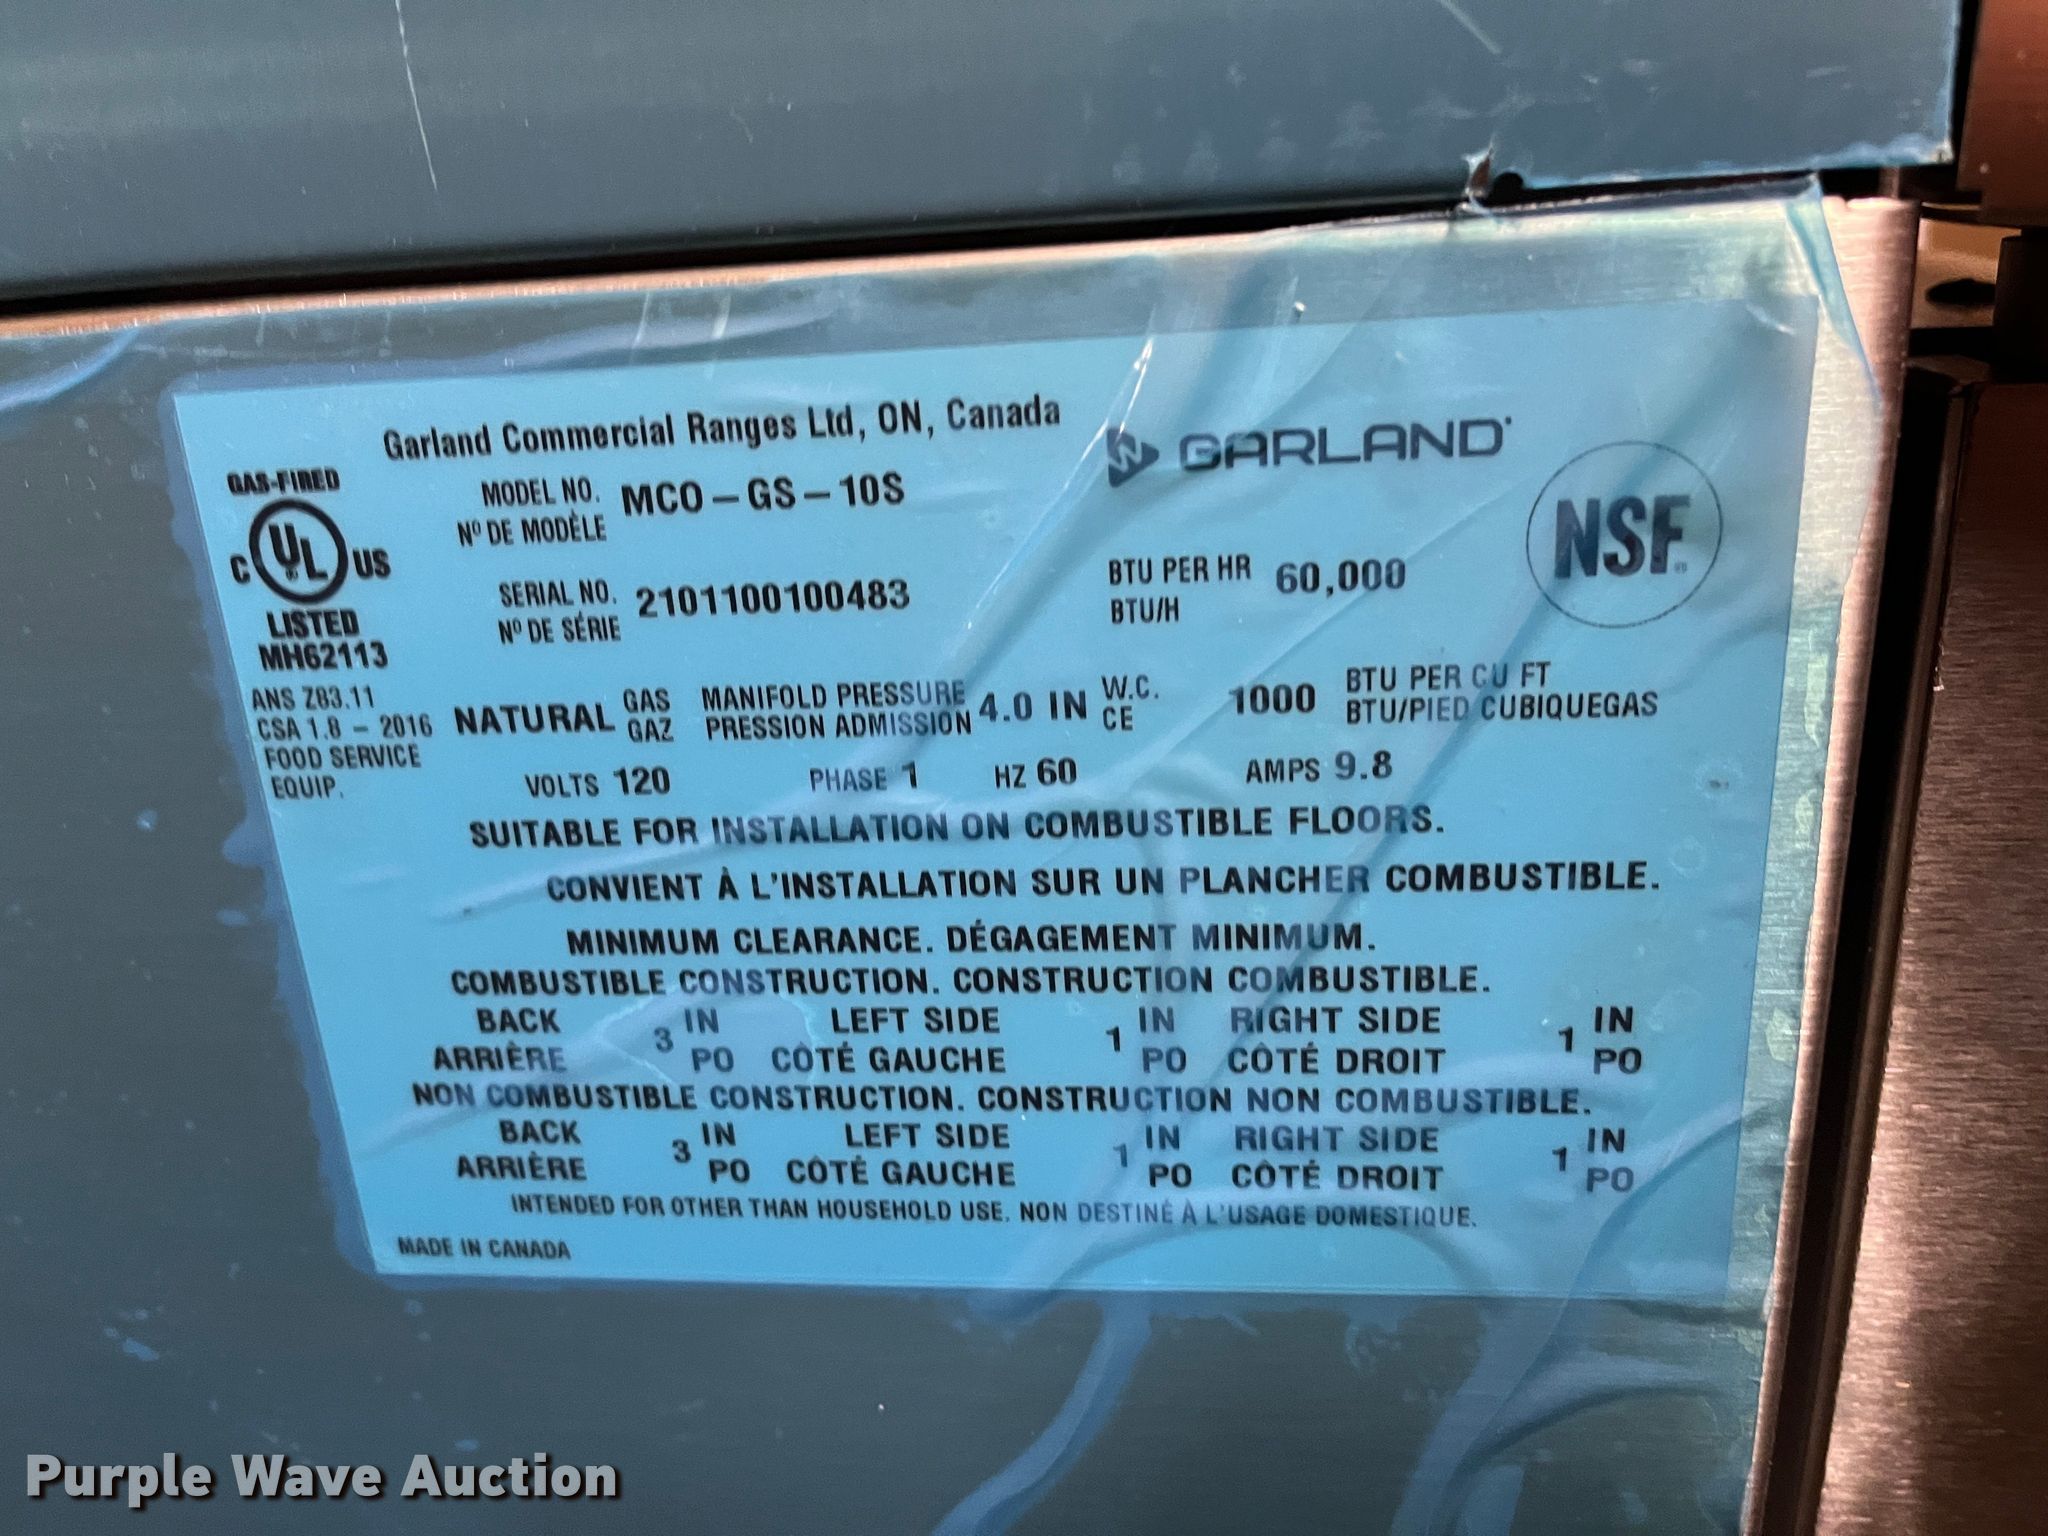 Garland Commercial Ranges Ltd, ON, Canada
GARLAND
GAS-FIRED
C UL US
LISTED
MH62113
ANS Z83.11
CSA 1.8 – 2016
FOOD SERVICE
EQUIP.
MODEL NO. MCO – GS – 10S
Nº DE MODÈLE
NSF
SERIAL NO. 2101100100483
Nº DE SÉRIE
BTU PER HR 60,000
BTU/H
NATURAL GAS MANIFOLD PRESSURE 4.0 IN W.C. 1000 BTU PER CU FT
GAZ PRESSION ADMISSION CE BTU/PIED CUBIQUEGAS
VOLTS 120 PHASE 1 HZ 60 AMPS 9.8
SUITABLE FOR INSTALLATION ON COMBUSTIBLE FLOORS.
CONVIENT À L'INSTALLATION SUR UN PLANCHER COMBUSTIBLE.
MINIMUM CLEARANCE. DÉGAGEMENT MINIMUM.
COMBUSTIBLE CONSTRUCTION. CONSTRUCTION COMBUSTIBLE.
BACK 3 IN LEFT SIDE 1 IN RIGHT SIDE 1 IN
ARRIÈRE PO CÔTÉ GAUCHE PO CÔTÉ DROIT PO
NON COMBUSTIBLE CONSTRUCTION. CONSTRUCTION NON COMBUSTIBLE.
BACK 3 IN LEFT SIDE 1 IN RIGHT SIDE 1 IN
ARRIÈRE PO CÔTÉ GAUCHE PO CÔTÉ DROIT PO
INTENDED FOR OTHER THAN HOUSEHOLD USE. NON DESTINÉ À L'USAGE DOMESTIQUE.
MADE IN CANADA
Purple Wave Auction